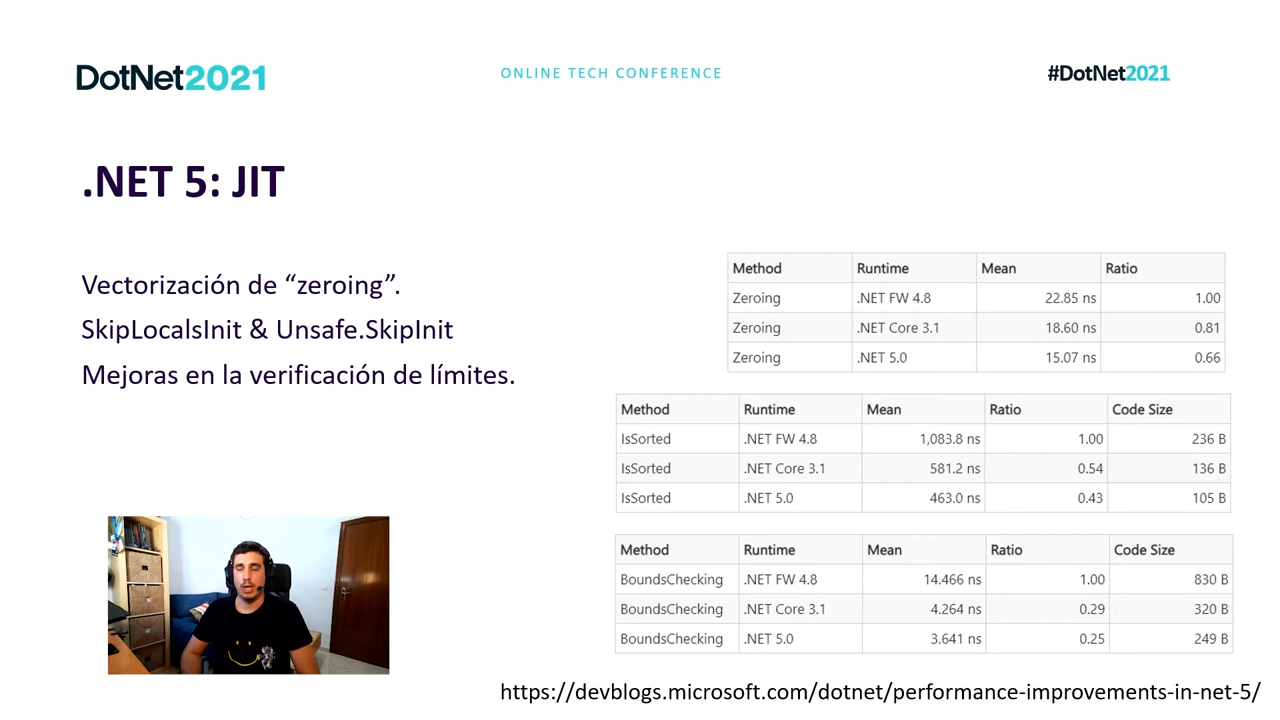 DotNet2021
ONLINE TECH CONFERENCE
#DotNet2021
.NET 5: JIT
Vectorización de “zeroing”.
SkipLocalsInit & Unsafe.SkipInit
Mejoras en la verificación de límites.
Method Runtime Mean Ratio
Zeroing .NET FW 4.8 22.85 ns 1.00
Zeroing .NET Core 3.1 18.60 ns 0.81
Zeroing .NET 5.0 15.07 ns 0.66
Method Runtime Mean Ratio Code Size
IsSorted .NET FW 4.8 1,083.8 ns 1.00 236 B
IsSorted .NET Core 3.1 581.2 ns 0.54 136 B
IsSorted .NET 5.0 463.0 ns 0.43 105 B
Method Runtime Mean Ratio Code Size
BoundsChecking .NET FW 4.8 14.466 ns 1.00 830 B
BoundsChecking .NET Core 3.1 4.264 ns 0.29 320 B
BoundsChecking .NET 5.0 3.641 ns 0.25 249 B
https://devblogs.microsoft.com/dotnet/performance-improvements-in-net-5/